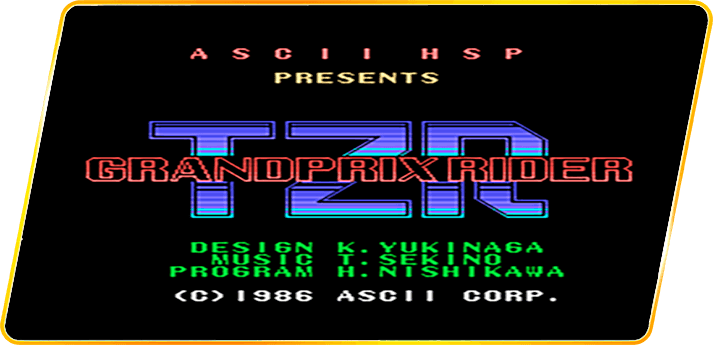 ASCII HSP
PRESENTS
TZR
GRANDPRIX RIDER
DESIGN K.YUKINAGA
MUSIC T.SEKINO
PROGRAM H.NISHIKAWA
(C)1986 ASCII CORP.